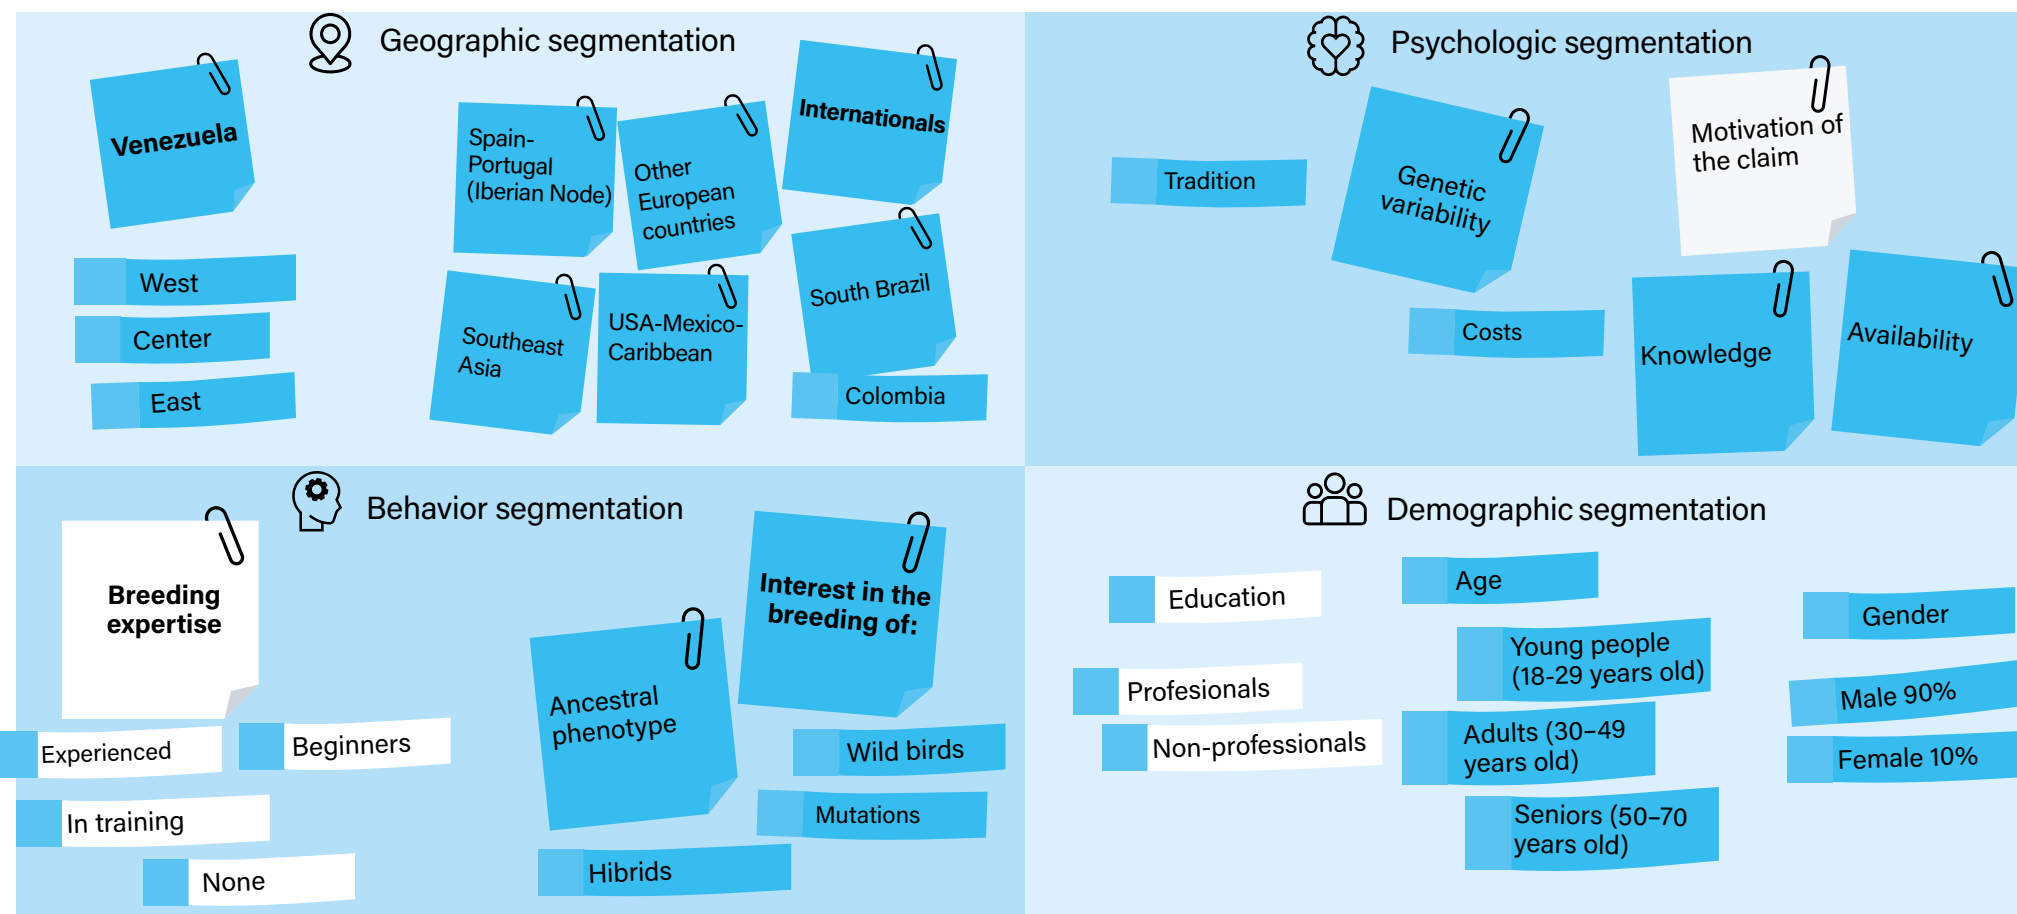 Geographic segmentation
Venezuela
West
Center
East
Spain-
Portugal
(Iberian Node)
Other
European
countries
Internationals
Southeast
Asia
USA-Mexico-
Caribbean
South Brazil
Colombia
Psychologic segmentation
Tradition
Genetic
variability
Motivation of
the claim
Costs
Knowledge
Availability
Behavior segmentation
Breeding
expertise
Experienced
Beginners
In training
None
Interest in the
breeding of:
Ancestral
phenotype
Wild birds
Mutations
Hibrids
Demographic segmentation
Education
Profesionals
Non-professionals
Age
Young people
(18-29 years old)
Adults (30–49
years old)
Seniors (50–70
years old)
Gender
Male 90%
Female 10%